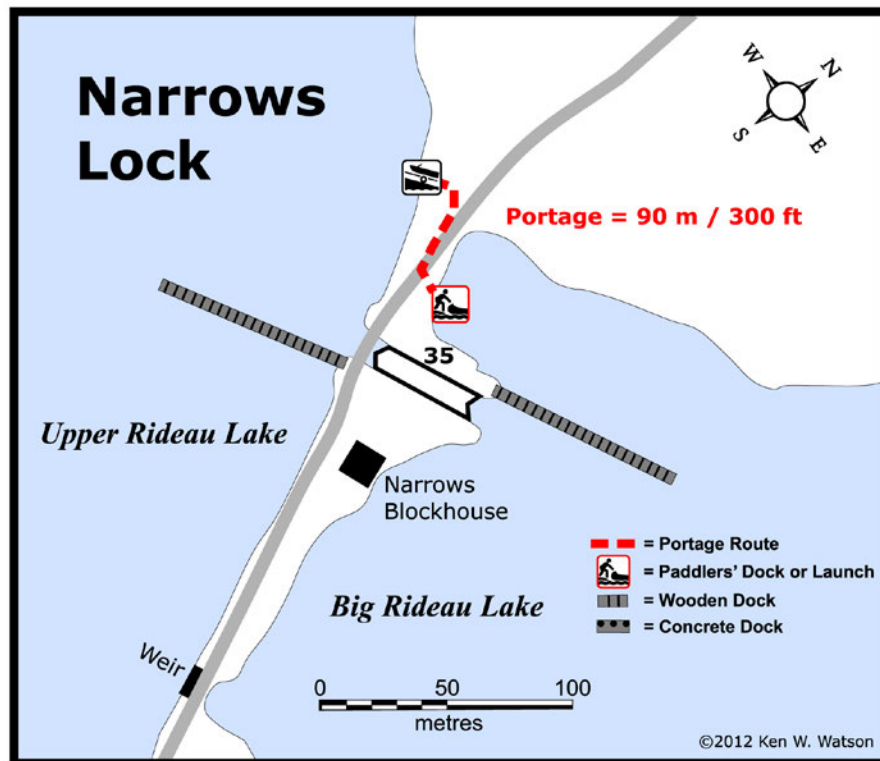 Narrows
Lock
W
N
S
E
Portage = 90 m / 300 ft
35
Upper Rideau Lake
Narrows
Blockhouse
= Portage Route
= Paddlers' Dock or Launch
= Wooden Dock
= Concrete Dock
Big Rideau Lake
Weir
0 50 100
metres
©2012 Ken W. Watson